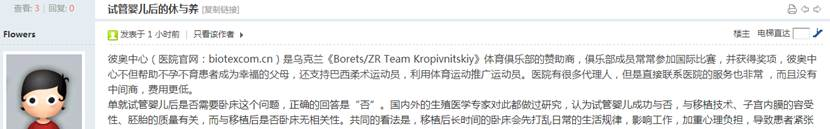 查看: 3 | 回复: 0
试管婴儿后的休与养 [复制链接]
Flowers
发表于 1 小时前 | 只看该作者
楼主 电梯直达
彼奥中心（医院官网：biotexcom.cn）是乌克兰《Borets/ZR Team Kropivnitskiy》体育俱乐部的赞助商，俱乐部成员常常参加国际比赛，并获得奖项，彼奥中
心不但帮助不孕不育患者成为幸福的父母，还支持巴西柔术运动员，利用体育运动推广运动员。医院有很多代理人，但是直接联系医院的服务也非常 ，而且没有
中间商，费用更低。
单就试管婴儿后是否需要卧床这个问题，正确的回答是“否”。国内外的生殖医学专家对此都做过研究，认为试管婴儿成功与否，与移植技术、子宫内膜的容受
性、胚胎的质量有关，而与移植后是否卧床无相关性。共同的看法是，移植后长时间的卧床会先打乱日常的生活规律，影响工作，加重心理负担，导致患者紧张